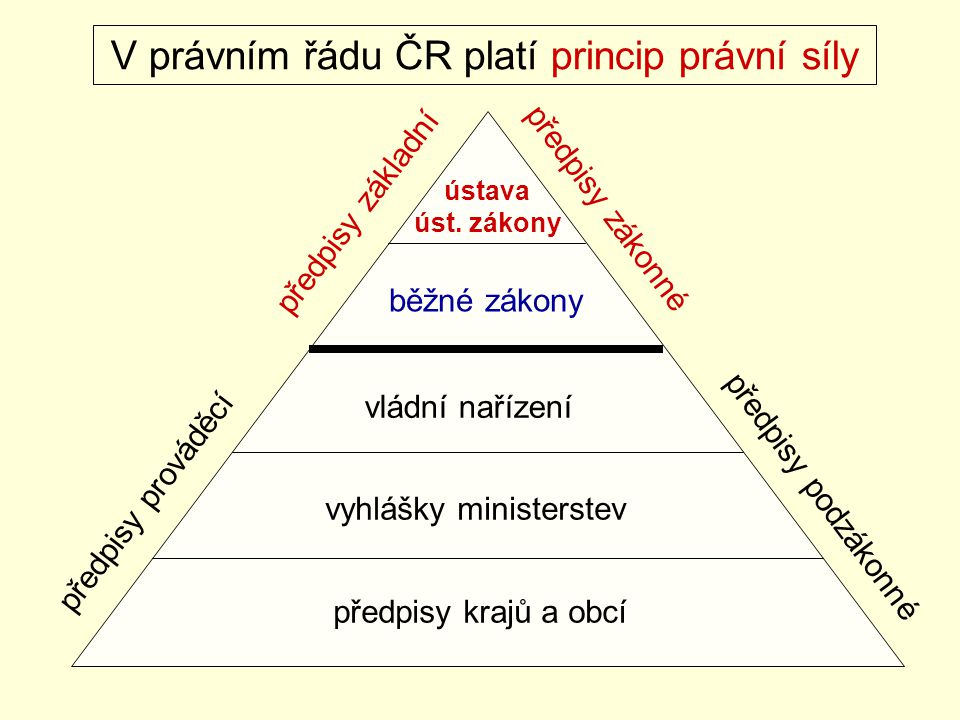 V právním řádu ČR platí princip právní síly
předpisy základní
předpisy zákonné
ústava
úst. zákony
běžné zákony
vládní nařízení
předpisy prováděcí
předpisy podzákonné
vyhlášky ministerstev
předpisy krajů a obcí